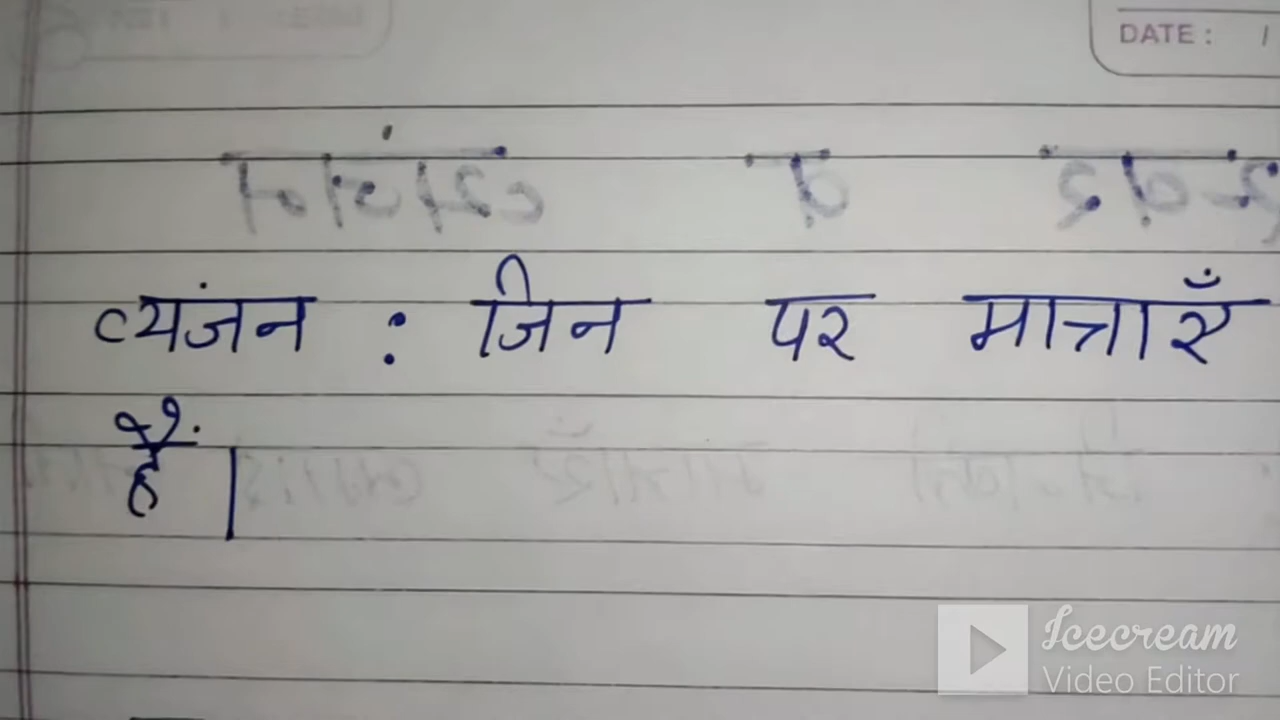 DATE: /
व्यंजन : जिन पर मात्राएँ
हैं।
Icecream
Video Editor